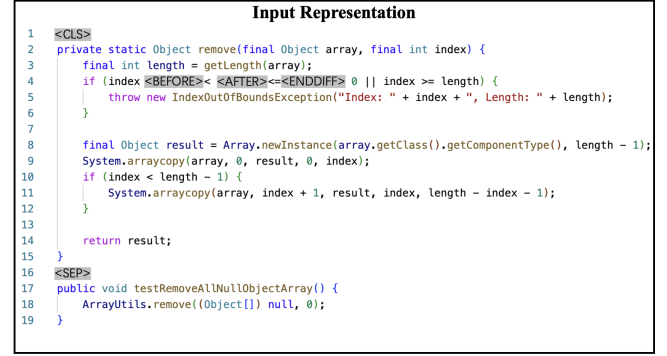 Input Representation
1 <CLS>
2 private static Object remove(final Object array, final int index) {
3 final int length = getLength(array);
4 if (index <BEFORE>< <AFTER><=<ENDDIFF> 0 || index >= length) {
5 throw new IndexOutOfBoundsException("Index: " + index + ", Length: " + length);
6 }
7
8 final Object result = Array.newInstance(array.getClass().getComponentType(), length - 1);
9 System.arraycopy(array, 0, result, 0, index);
10 if (index < length - 1) {
11 System.arraycopy(array, index + 1, result, index, length - index - 1);
12 }
13
14 return result;
15 }
16 <SEP>
17 public void testRemoveAllNullObjectArray() {
18 ArrayUtils.remove((Object[]) null, 0);
19 }